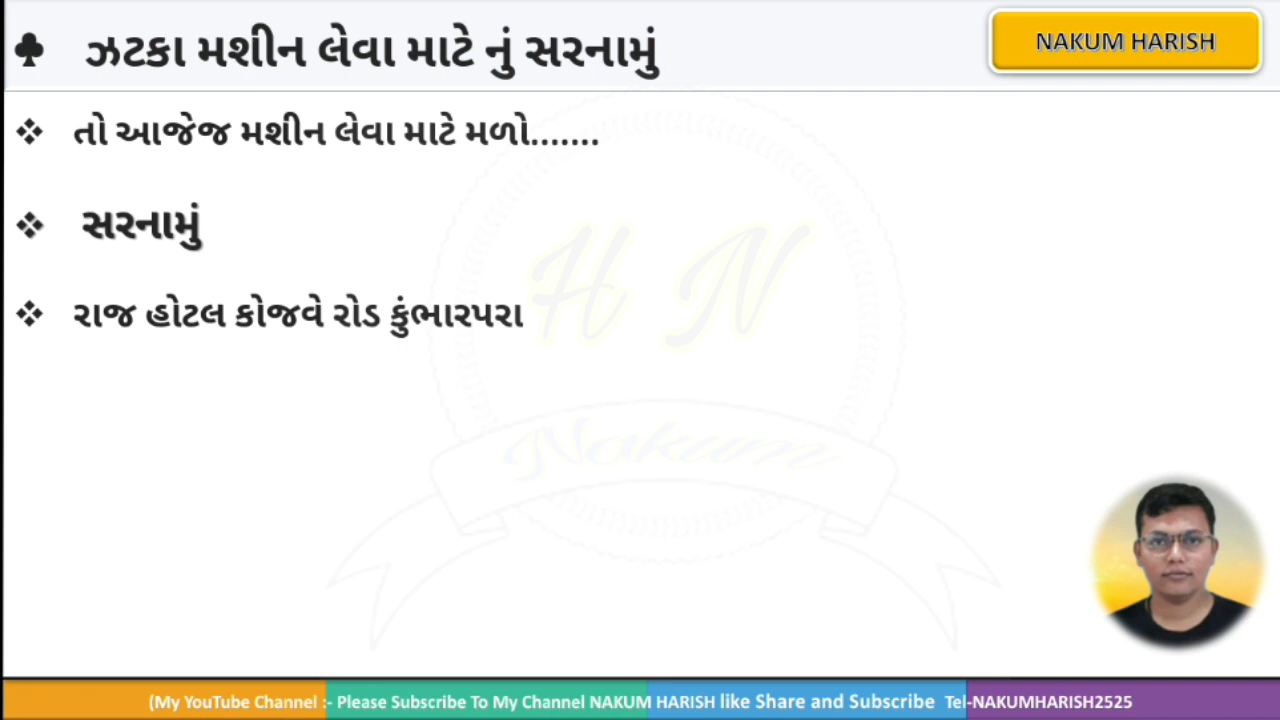 ઝટકા મશીન લેવા માટે નું સરનામું
NAKUM HARISH
તો આજેજ મશીન લેવા માટે મળો.......
સરનામું
રાજ હોટલ કોજવે રોડ કુંભારપરા
H N
Nakum
(My YouTube Channel :- Please Subscribe To My Channel NAKUM HARISH like Share and Subscribe Tel-NAKUMHARISH2525